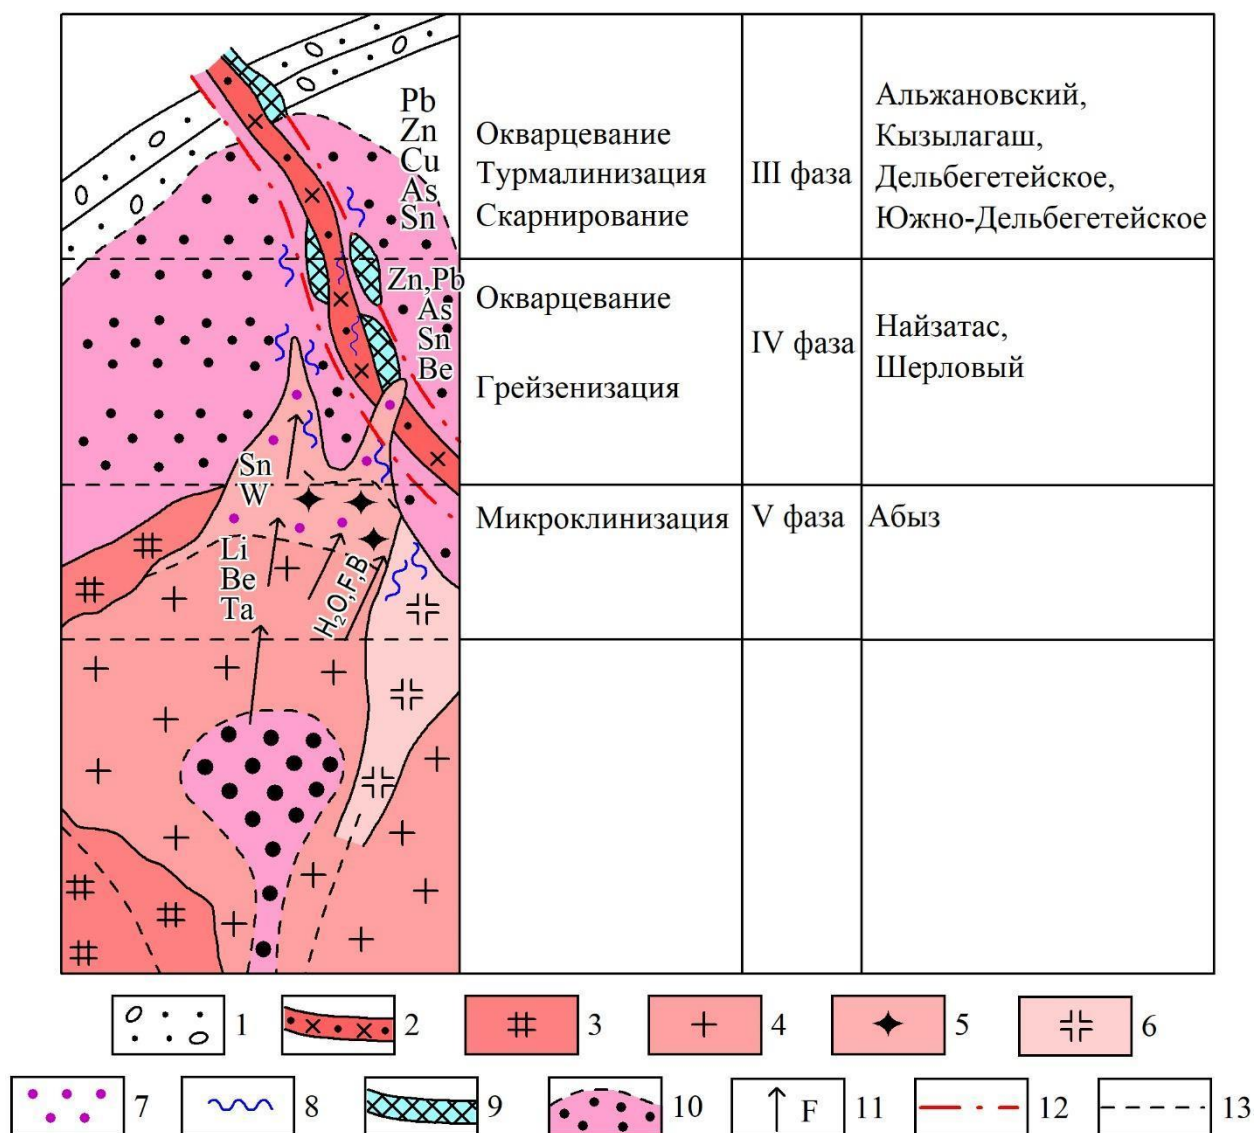 Pb
Zn
Cu
As
Sn
Окварцевание
Турмалинизация
Скарнирование
III фаза
Альжановский,
Кызылагаш,
Дельбегетейское,
Южно-Дельбегетейское
Zn,Pb
As
Sn
Be
Окварцевание
Грейзенизация
IV фаза
Найзатас,
Шерловый
Sn
W
Li
Be
Ta
H₂O,F,B
Микроклинизация
V фаза
Абыз
1
2
3
4
5
6
7
8
9
10
F
11
12
13